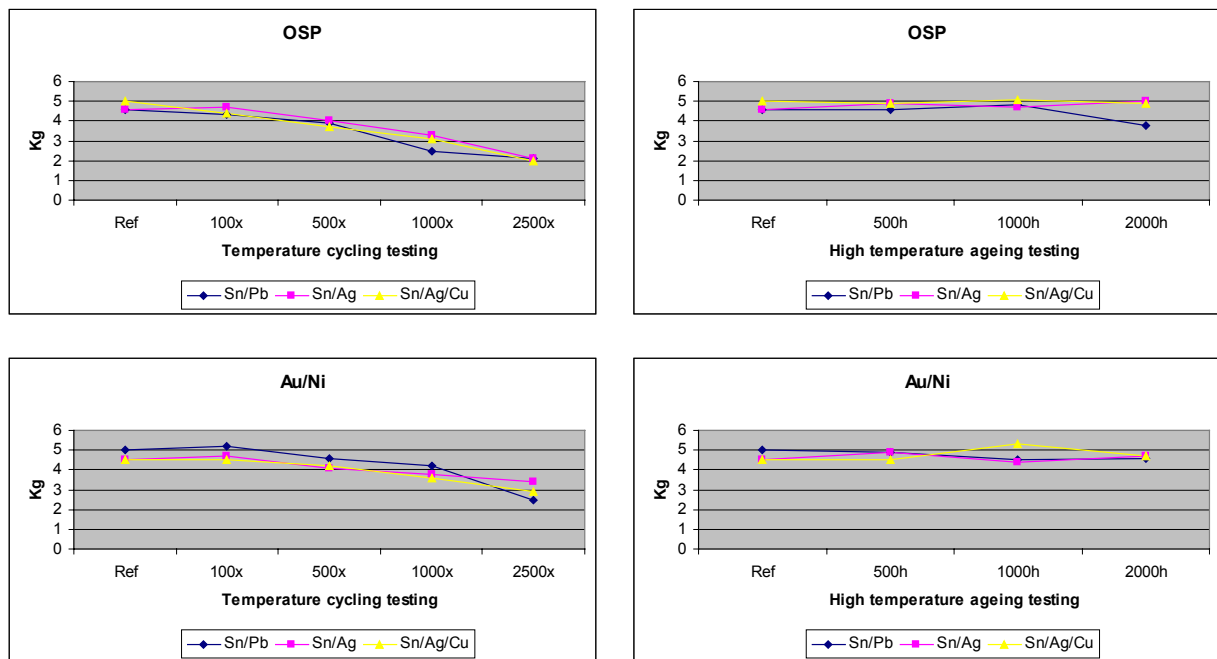 OSP
6
5
4
3
2
1
0
Kg
Ref 100x 500x 1000x 2500x
Temperature cycling testing
Sn/Pb Sn/Ag Sn/Ag/Cu
OSP
6
5
4
3
2
1
0
Kg
Ref 500h 1000h 2000h
High temperature ageing testing
Sn/Pb Sn/Ag Sn/Ag/Cu
Au/Ni
6
5
4
3
2
1
0
Kg
Ref 100x 500x 1000x 2500x
Temperature cycling testing
Sn/Pb Sn/Ag Sn/Ag/Cu
Au/Ni
6
5
4
3
2
1
0
Kg
Ref 500h 1000h 2000h
High temperature ageing testing
Sn/Pb Sn/Ag Sn/Ag/Cu